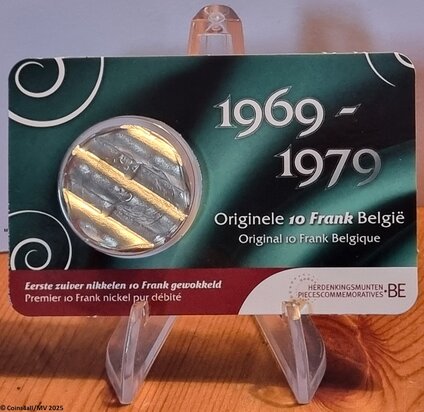 1969 -
1979
Originele 10 Frank België
Original 10 Frank Belgique
Eerste zuiver nikkelen 10 Frank gewokkeld
Premier 10 Frank nickel pur débité
HERDENKINGSMUNTEN
PIECESCOMMEMORATIVES.BE
© Coins4all/MV 2025